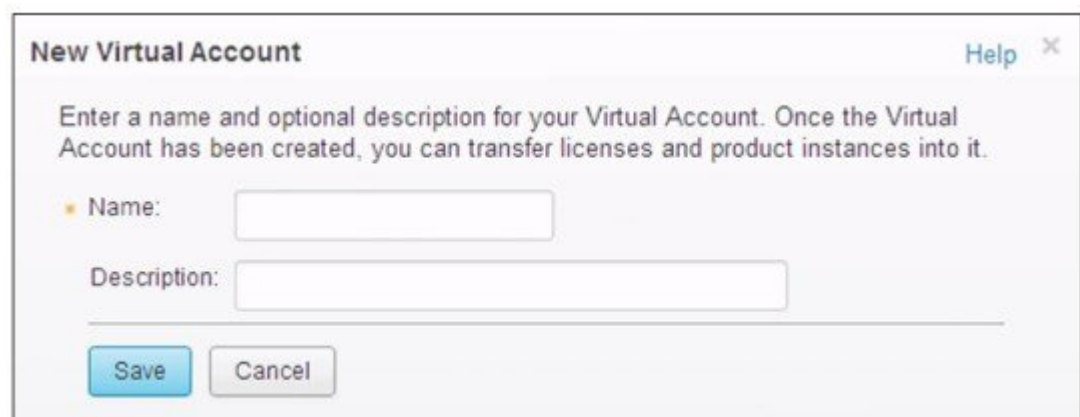 New Virtual Account
Help ×
Enter a name and optional description for your Virtual Account. Once the Virtual
Account has been created, you can transfer licenses and product instances into it.
* Name:
Description:
Save Cancel